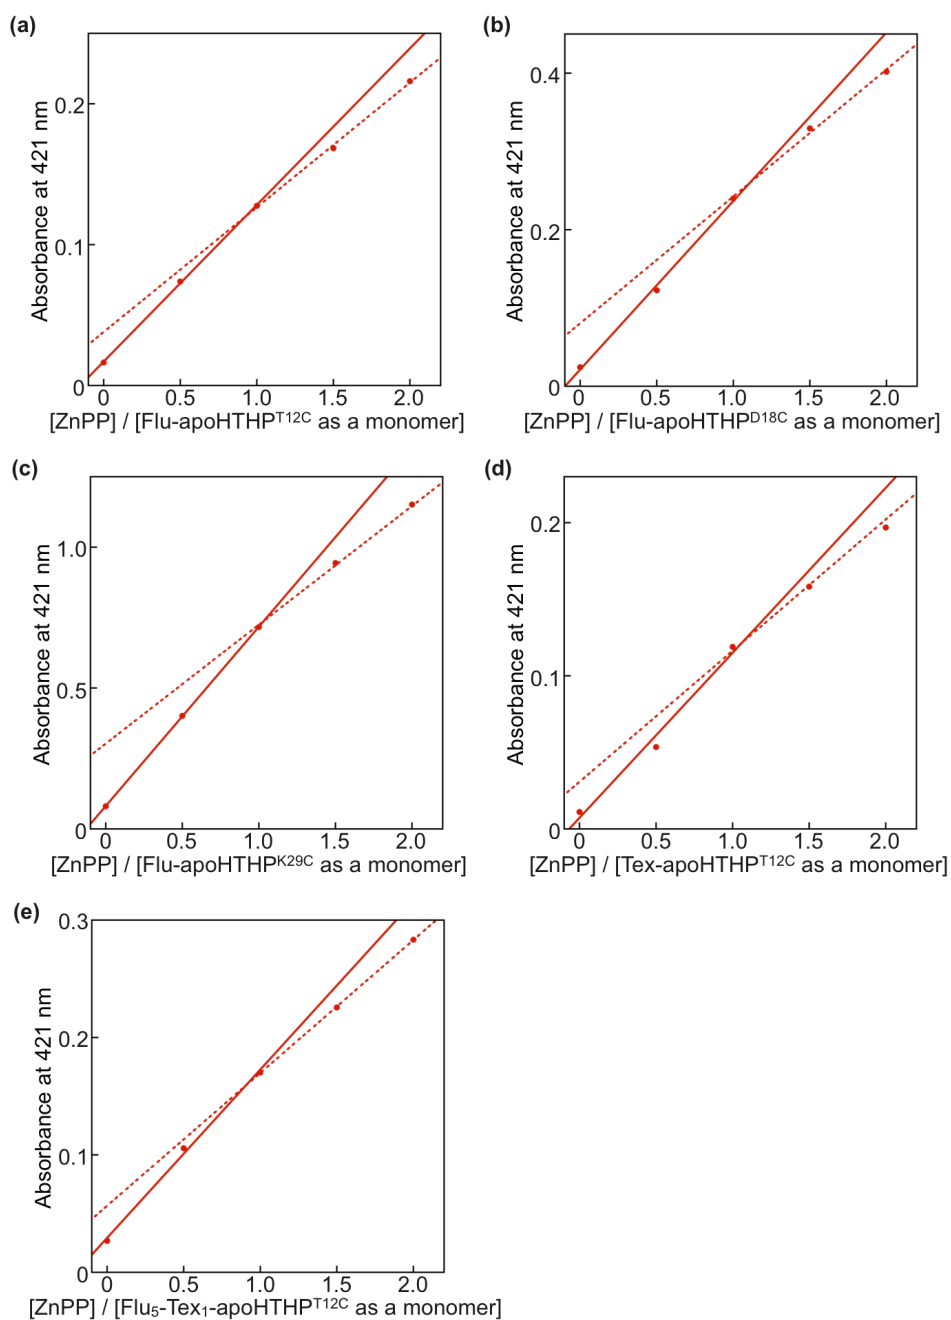 (a)
Absorbance at 421 nm
0.2
0.1
0
0 0.5 1.0 1.5 2.0
[ZnPP] / [Flu-apoHTHPT12C as a monomer]
(b)
Absorbance at 421 nm
0.4
0.2
0
0 0.5 1.0 1.5 2.0
[ZnPP] / [Flu-apoHTHPD18C as a monomer]
(c)
Absorbance at 421 nm
1.0
0.5
0
0 0.5 1.0 1.5 2.0
[ZnPP] / [Flu-apoHTHPK29C as a monomer]
(d)
Absorbance at 421 nm
0.2
0.1
0
0 0.5 1.0 1.5 2.0
[ZnPP] / [Tex-apoHTHPT12C as a monomer]
(e)
Absorbance at 421 nm
0.3
0.2
0.1
0
0 0.5 1.0 1.5 2.0
[ZnPP] / [Flu5-Tex1-apoHTHPT12C as a monomer]